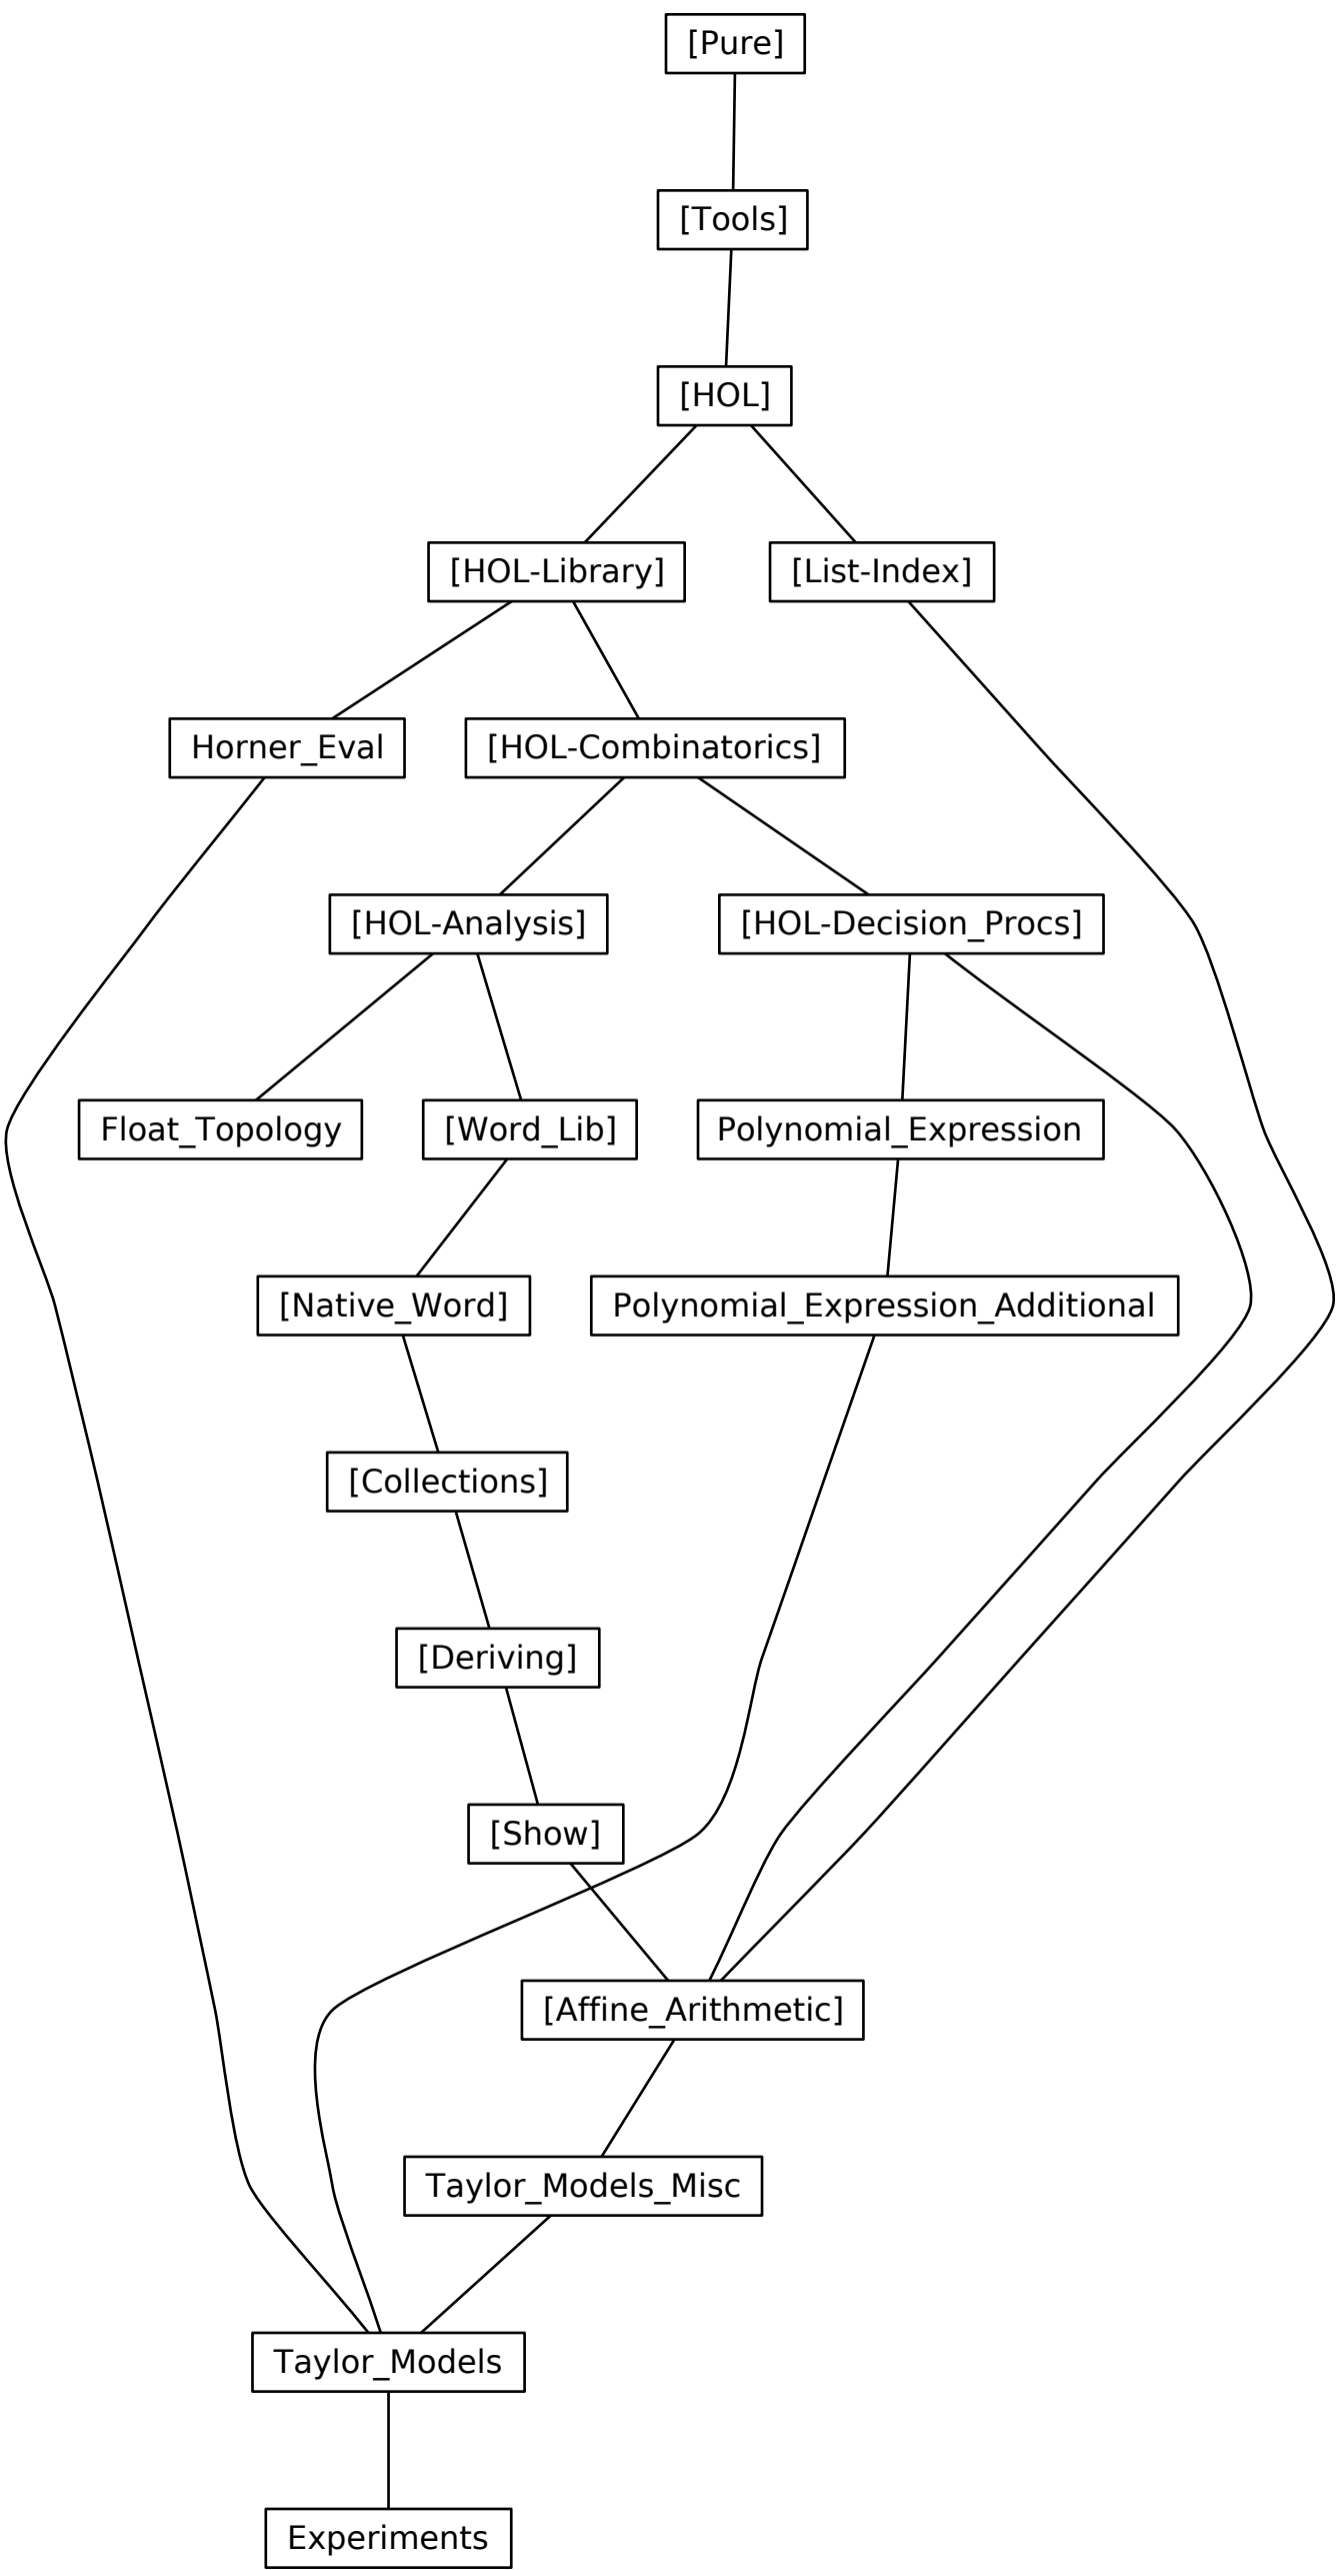 [Pure]
[Tools]
[HOL]
[HOL-Library]
[List-Index]
Horner_Eval
[HOL-Combinatorics]
[HOL-Analysis]
[HOL-Decision_Procs]
Float_Topology
[Word_Lib]
Polynomial_Expression
[Native_Word]
Polynomial_Expression_Additional
[Collections]
[Deriving]
[Show]
[Affine_Arithmetic]
Taylor_Models_Misc
Taylor_Models
Experiments